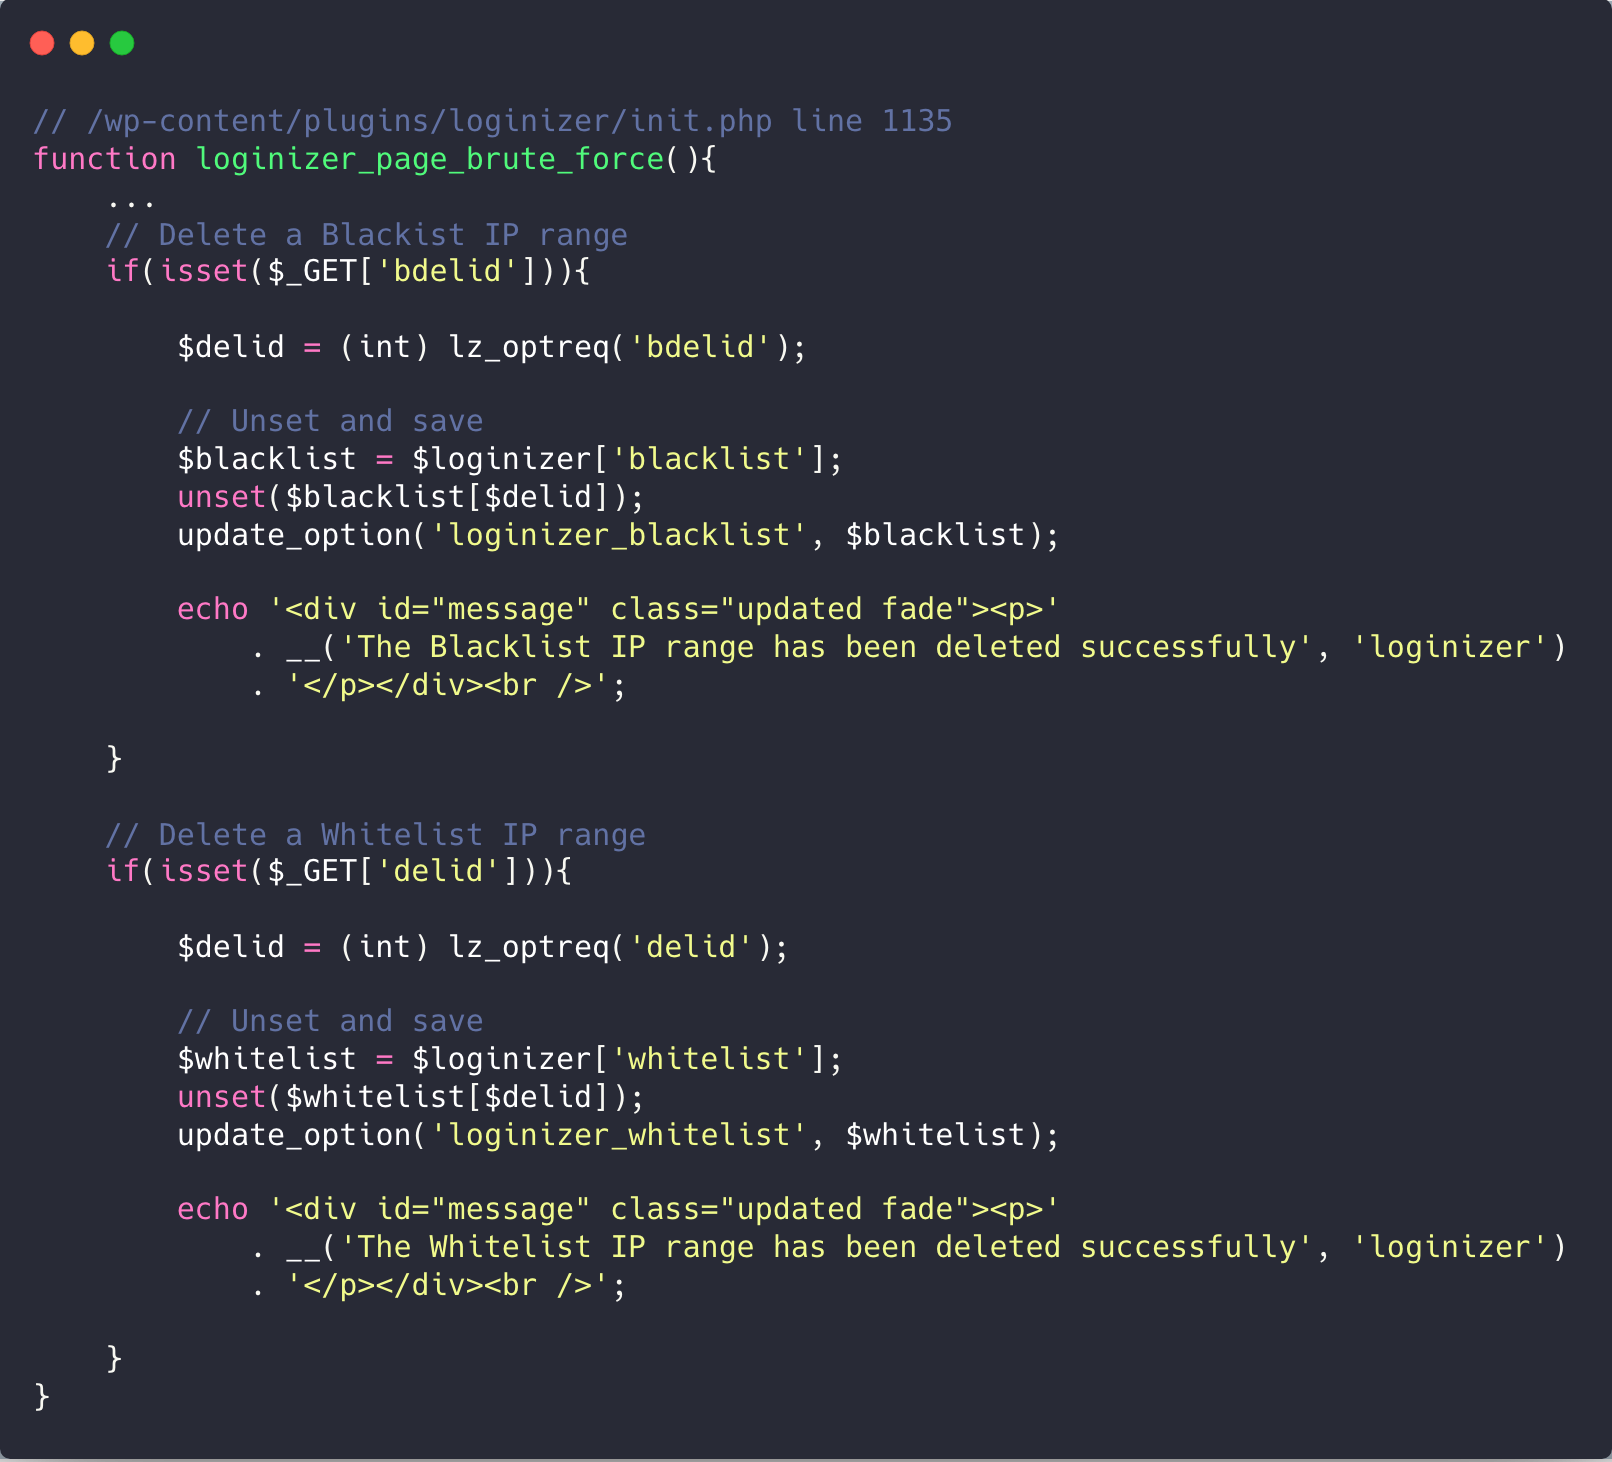 // /wp-content/plugins/loginizer/init.php line 1135
function loginizer_page_brute_force(){
    ...
    // Delete a Blackist IP range
    if(isset($_GET['bdelid'])){

        $delid = (int) lz_optreq('bdelid');

        // Unset and save
        $blacklist = $loginizer['blacklist'];
        unset($blacklist[$delid]);
        update_option('loginizer_blacklist', $blacklist);

        echo '<div id="message" class="updated fade"><p>'
            . __('The Blacklist IP range has been deleted successfully', 'loginizer')
            . '</p></div><br />';

    }

    // Delete a Whitelist IP range
    if(isset($_GET['delid'])){

        $delid = (int) lz_optreq('delid');

        // Unset and save
        $whitelist = $loginizer['whitelist'];
        unset($whitelist[$delid]);
        update_option('loginizer_whitelist', $whitelist);

        echo '<div id="message" class="updated fade"><p>'
            . __('The Whitelist IP range has been deleted successfully', 'loginizer')
            . '</p></div><br />';

    }
}